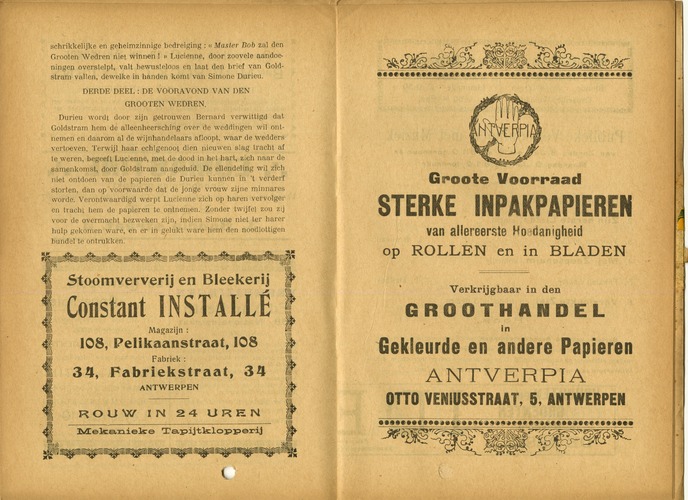 schrikkelijke en geheimzinnige bedreiging : « Master Bob zal den
Grooten Wedren niet winnen ! » Lucienne, door zoovele aandoe-
ningen overstelpt, valt bewusteloos en laat den brief van Gold-
stram vallen, dewelke in handen komt van Simone Durieu.
DERDE DEEL : DE VOORAVOND VAN DEN
GROOTEN WEDREN.
Durieu wordt door zijn getrouwen Bernard verwittigd dat
Goldstram hem de alleenheersching over de weddingen wil ont-
nemen en daarom al de wijnhandelaars afloopt, waar de wedders
vertoeven. Terwijl haar echtgenoot dien nieuwen slag tracht af
te weren, begeeft Lucienne, met de dood in het hart, zich naar de
samenkomst, door Goldstram aangeduid. De ellendeling wil zich
niet ontdoen van de papieren die Durieu kunnen in 't verderf
storten, dan op voorwaarde dat de jonge vrouw zijne minnares
wordt. Verontwaardigd werpt Lucienne zich op haren vervolger
en tracht hem de papieren te ontnemen. Zonder twijfel zou zij
voor de overmacht bezweken zijn, indien Simone niet ter harer
hulp gekomen ware, en er in gelukt ware hem den noodlottigen
bundel te ontrukken.
Stoomververij en Bleekerij
Constant INSTALLÉ
Magazijn :
108, Pelikaanstraat, 108
Fabriek :
34, Fabriekstraat, 34
ANTWERPEN
ROUW IN 24 UREN
Mekanieke Tapijtklopperij
ANTVERPIA
Groote Voorraad
STERKE INPAKPAPIEREN
van allereerste Hoedanigheid
op ROLLEN en in BLADEN
Verkrijgbaar in den
GROOTHANDEL
in
Gekleurde en andere Papieren
ANTVERPIA
OTTO VENIUSSTRAAT, 5, ANTWERPEN